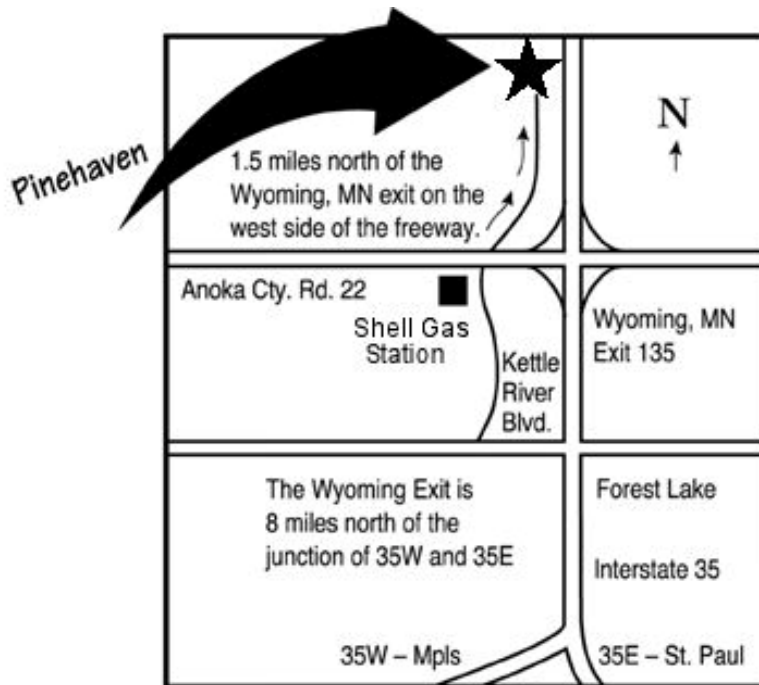 Pinehaven
N
1.5 miles north of the
Wyoming, MN exit on the
west side of the freeway.
Anoka Cty. Rd. 22
Shell Gas
Station
Wyoming, MN
Exit 135
Kettle
River
Blvd.
The Wyoming Exit is
8 miles north of the
junction of 35W and 35E
Forest Lake
Interstate 35
35W – Mpls
35E – St. Paul